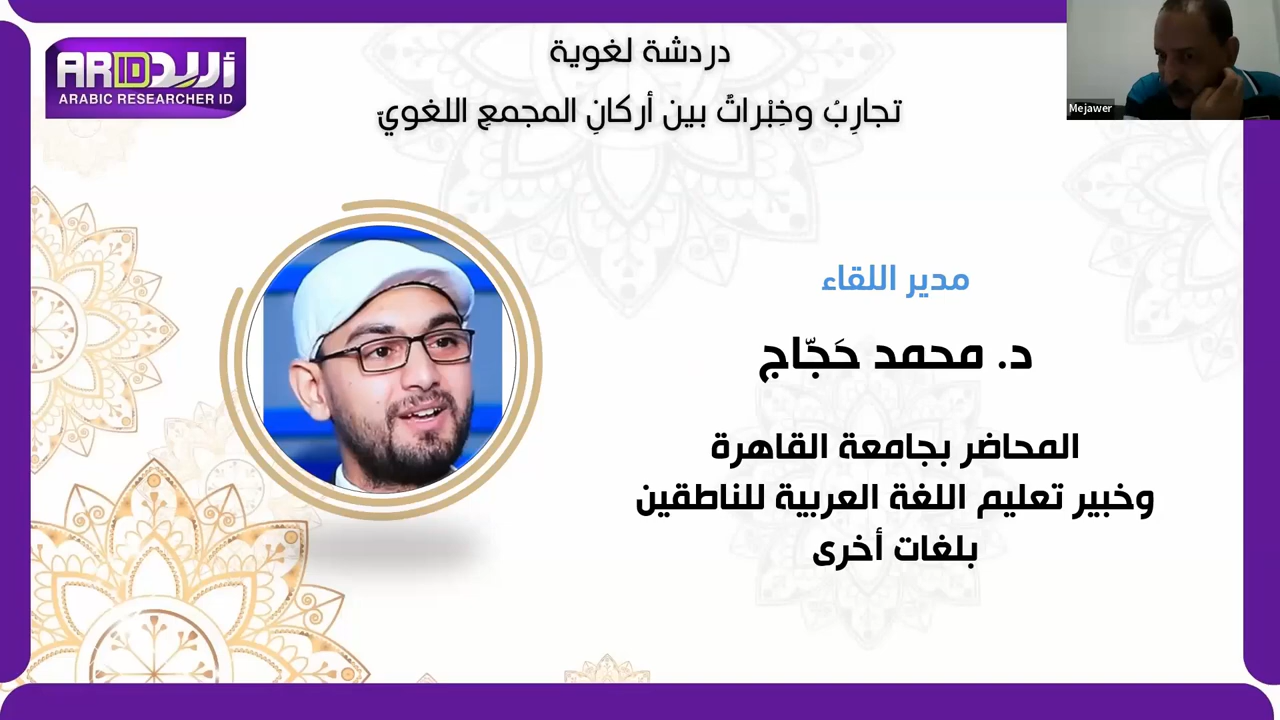 دردشة لغوية
تجارِبُ وخِبْراتٌ بين أركانِ المجمعِ اللغويّ
ARID أريد
ARABIC RESEARCHER ID
Mejawer
مدير اللقاء
د. محمد حَجّاج
المحاضر بجامعة القاهرة
وخبير تعليم اللغة العربية للناطقين
بلغات أخرى